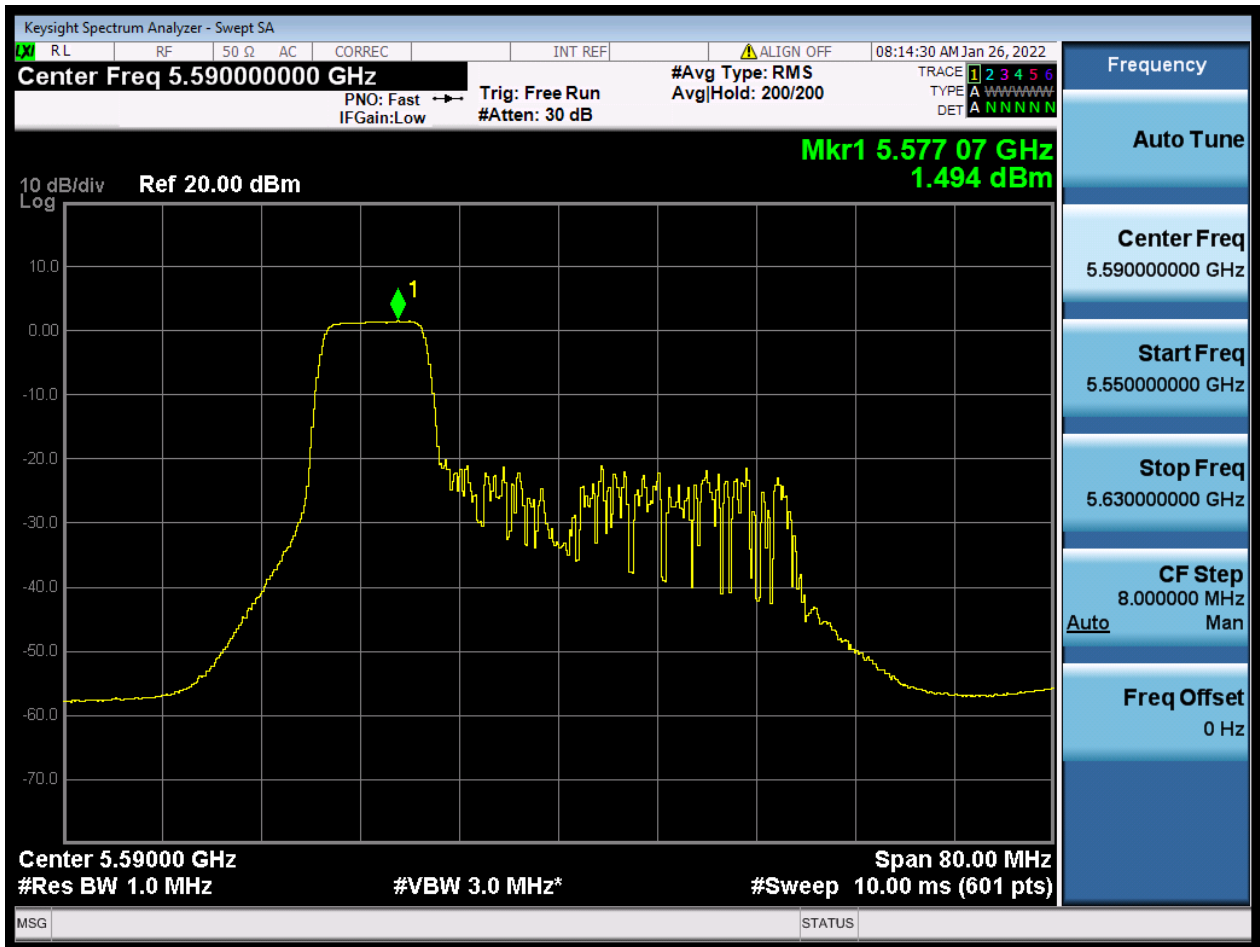 Keysight Spectrum Analyzer - Swept SA
LXI RL RF 50 Ω AC CORREC INT REF ALIGN OFF 08:14:30 AM Jan 26, 2022
Center Freq 5.590000000 GHz
PNO: Fast
IFGain:Low
Trig: Free Run
#Atten: 30 dB
#Avg Type: RMS
Avg|Hold: 200/200
TRACE 1 2 3 4 5 6
TYPE A WWWWW
DET A N N N N N
Mkr1 5.577 07 GHz
1.494 dBm
10 dB/div Ref 20.00 dBm
Log
1
10.0
0.00
-10.0
-20.0
-30.0
-40.0
-50.0
-60.0
-70.0
Center 5.59000 GHz Span 80.00 MHz
#Res BW 1.0 MHz #VBW 3.0 MHz* #Sweep 10.00 ms (601 pts)
MSG STATUS
Frequency
Auto Tune
Center Freq
5.590000000 GHz
Start Freq
5.550000000 GHz
Stop Freq
5.630000000 GHz
CF Step
8.000000 MHz
Auto Man
Freq Offset
0 Hz